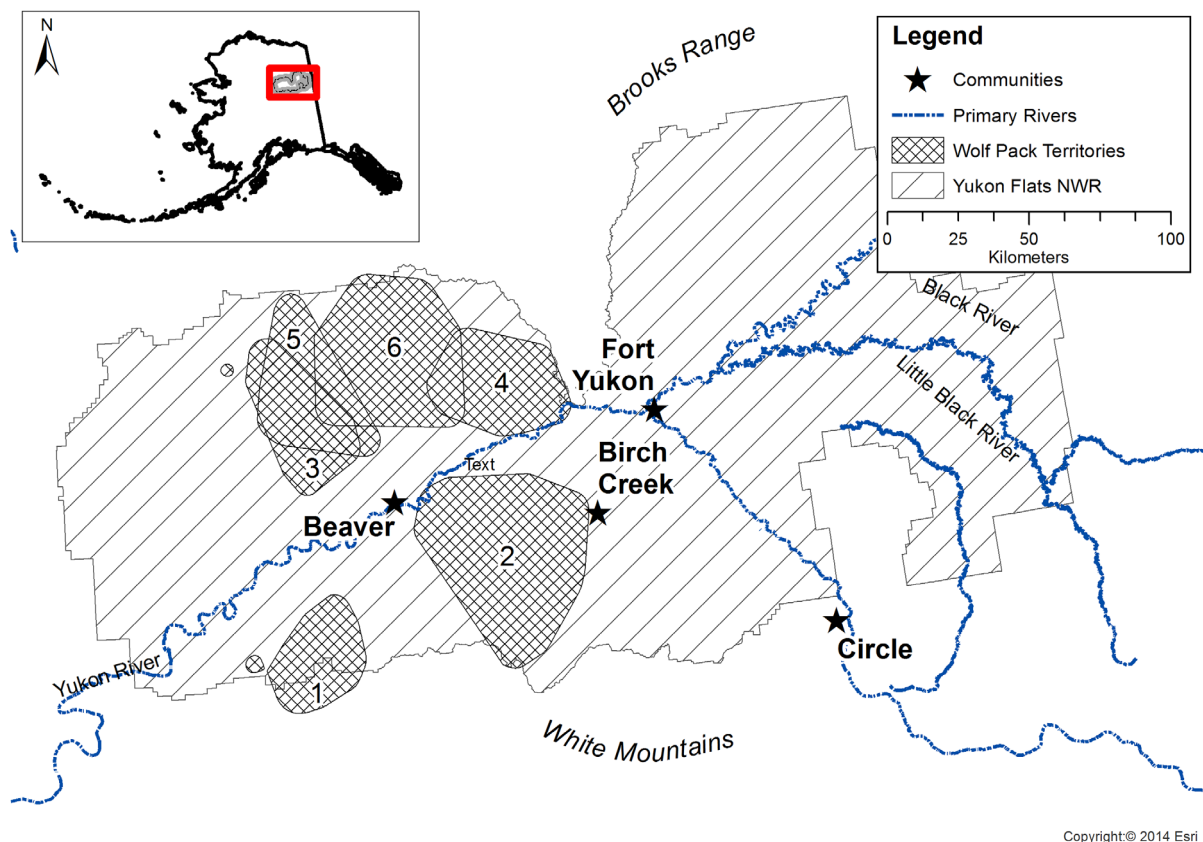 N
Brooks Range
Legend
Communities
Primary Rivers
Wolf Pack Territories
Yukon Flats NWR
0 25 50 100
Kilometers
Black River
Little Black River
5
6
4
3
Fort
Yukon
Text
Birch
Creek
Beaver
2
1
Circle
Yukon River
White Mountains
Copyright:© 2014 Esri